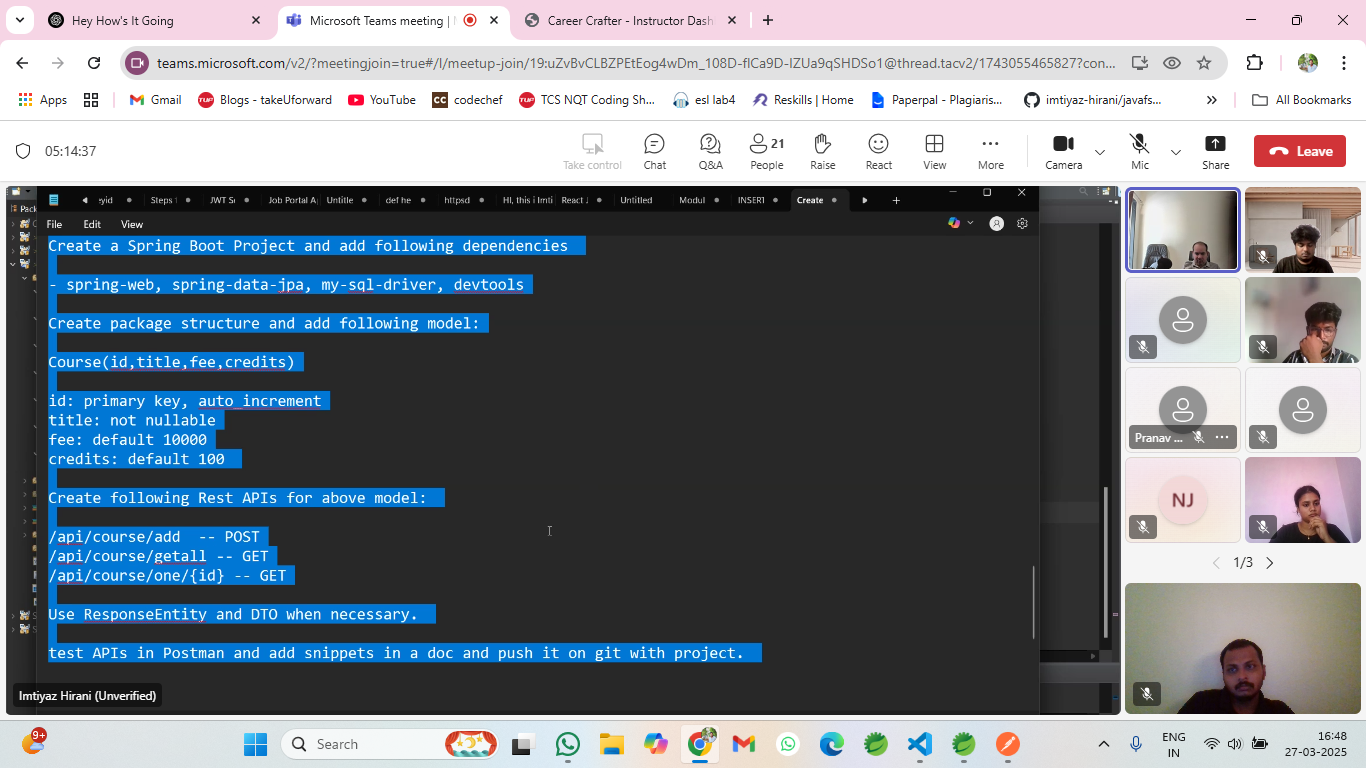 Hey How's It Going
Microsoft Teams meeting |
Career Crafter - Instructor Dash
teams.microsoft.com/v2/?meetingjoin=true#/l/meetup-join/19:uZvBvCLBZPEtEog4wDm_108D-flCa9D-IZUa9qSHDSo1@thread.tacv2/1743055465827?con...
Apps
Gmail
Blogs - takeUforward
YouTube
codechef
TCS NQT Coding Sh...
esl lab4
Reskills | Home
Paperpal - Plagiaris...
imtiyaz-hirani/javafs...
All Bookmarks
05:14:37
Take control
Chat
Q&A
21
People
Raise
React
View
More
Camera
Mic
Share
Leave
eyid
Steps
JWT S
Job Portal A
Untitle
def he
httpsd
HI, this i Imti
React J
Untitled
Modul
INSERT
Create
File
Edit
View
Create a Spring Boot Project and add following dependencies
- spring-web, spring-data-jpa, my-sql-driver, devtools
Create package structure and add following model:
Course(id,title,fee,credits)
id: primary key, auto_increment
title: not nullable
fee: default 10000
credits: default 100
Create following Rest APIs for above model:
/api/course/add  -- POST
/api/course/getall -- GET
/api/course/one/{id} -- GET
Use ResponseEntity and DTO when necessary.
test APIs in Postman and add snippets in a doc and push it on git with project.
Imtiyaz Hirani (Unverified)
Pranav ...
NJ
1/3
9+
Search
ENG
IN
16:48
27-03-2025